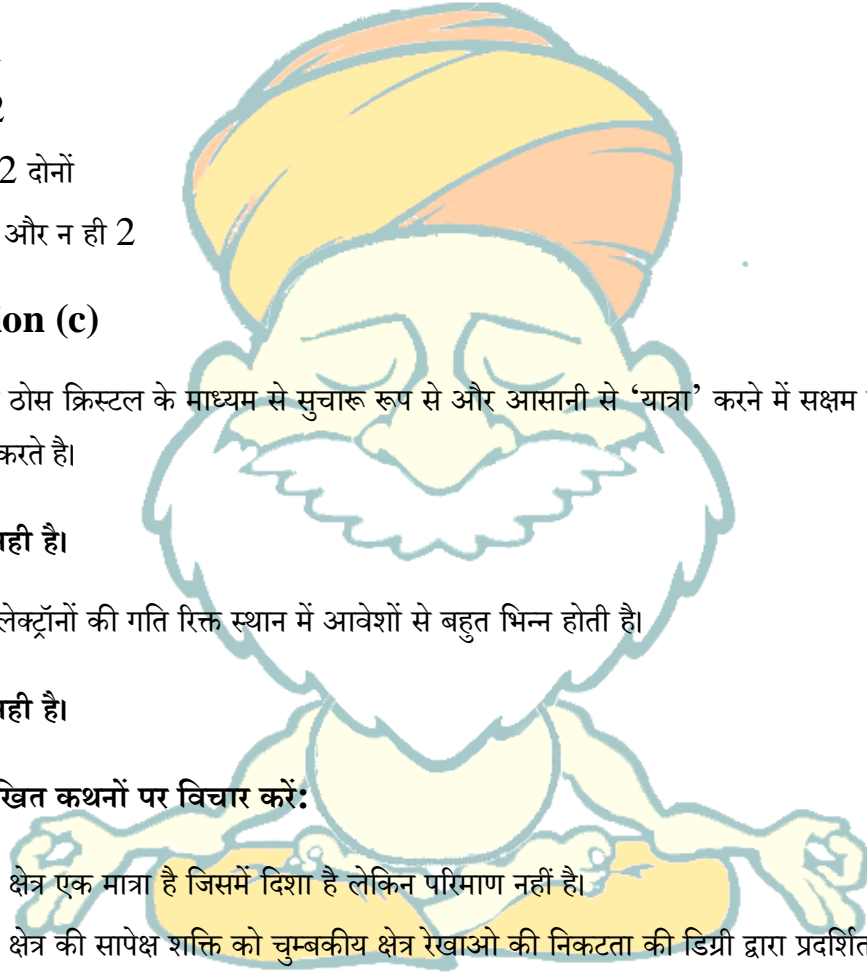 2
2 दोनों
और न ही 2
ion (c)
ठोस क्रिस्टल के माध्यम से सुचारू रूप से और आसानी से ‘यात्रा’ करने में सक्षम
करते है।
है।
की गति रिक्त स्थान में आवेशों से बहुत भिन्न होती है।
है।
कथनों पर विचार करें:
क्षेत्र एक मात्रा है जिसमें दिशा है लेकिन परिमाण नहीं है।
क्षेत्र की सापेक्ष शक्ति को चुम्बकीय क्षेत्र रेखाओ की निकटता की डिग्री द्वारा प्रदर्शित